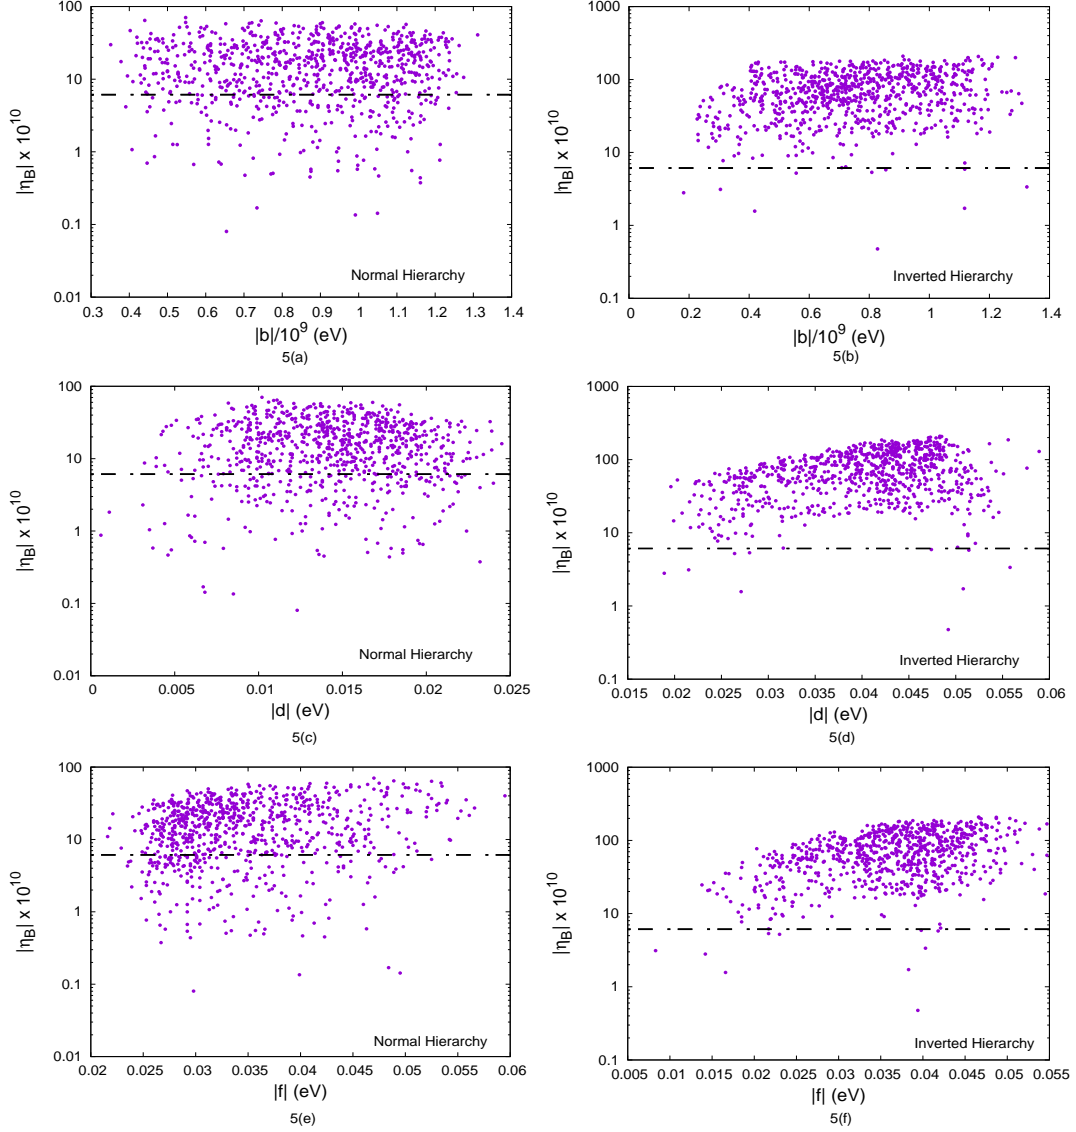 100
10
1
0.1
0.01
|η_B| x 10^10
Normal Hierarchy
0.3 0.4 0.5 0.6 0.7 0.8 0.9 1 1.1 1.2 1.3 1.4
|b|/10^9 (eV)
5(a)
1000
100
10
1
0.1
|η_B| x 10^10
Inverted Hierarchy
0 0.2 0.4 0.6 0.8 1 1.2 1.4
|b|/10^9 (eV)
5(b)
100
10
1
0.1
0.01
|η_B| x 10^10
Normal Hierarchy
0 0.005 0.01 0.015 0.02 0.025
|d| (eV)
5(c)
1000
100
10
1
0.1
|η_B| x 10^10
Inverted Hierarchy
0.015 0.02 0.025 0.03 0.035 0.04 0.045 0.05 0.055 0.06
|d| (eV)
5(d)
100
10
1
0.1
0.01
|η_B| x 10^10
Normal Hierarchy
0.02 0.025 0.03 0.035 0.04 0.045 0.05 0.055 0.06
|f| (eV)
5(e)
1000
100
10
1
0.1
|η_B| x 10^10
Inverted Hierarchy
0.005 0.01 0.015 0.02 0.025 0.03 0.035 0.04 0.045 0.05 0.055
|f| (eV)
5(f)